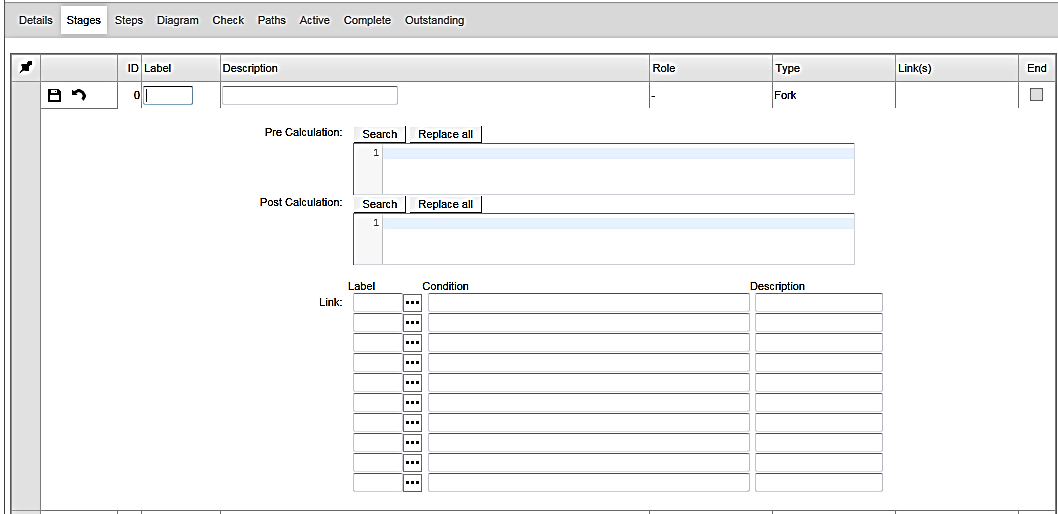 Details Stages Steps Diagram Check Paths Active Complete Outstanding
ID Label Description Role Type Link(s) End
0 - Fork
Pre Calculation: Search Replace all
1
Post Calculation: Search Replace all
1
Label Condition Description
Link: